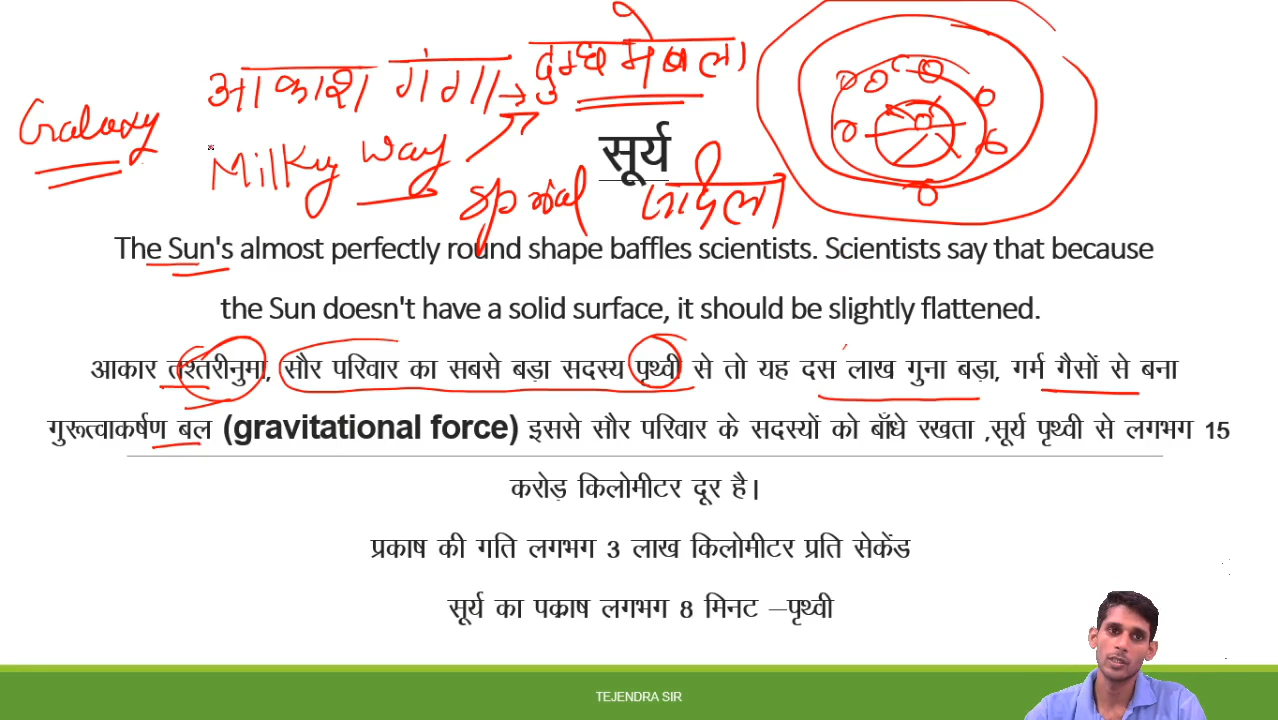 आकाश गंगा → दुग्ध मेखला
Galaxy
Milky Way
सूर्य
The Sun's almost perfectly round shape baffles scientists. Scientists say that because
the Sun doesn't have a solid surface, it should be slightly flattened.
आकार तश्तरीनुमा, सौर परिवार का सबसे बड़ा सदस्य पृथ्वी से तो यह दस लाख गुना बड़ा, गर्म गैसों से बना
गुरूत्वाकर्षण बल (gravitational force) इससे सौर परिवार के सदस्यों को बाँधे रखता ,सूर्य पृथ्वी से लगभग 15
करोड़ किलोमीटर दूर है।
प्रकाष की गति लगभग 3 लाख किलोमीटर प्रति सेकेंड
सूर्य का पकाष लगभग 8 मिनट –पृथ्वी
TEJENDRA SIR